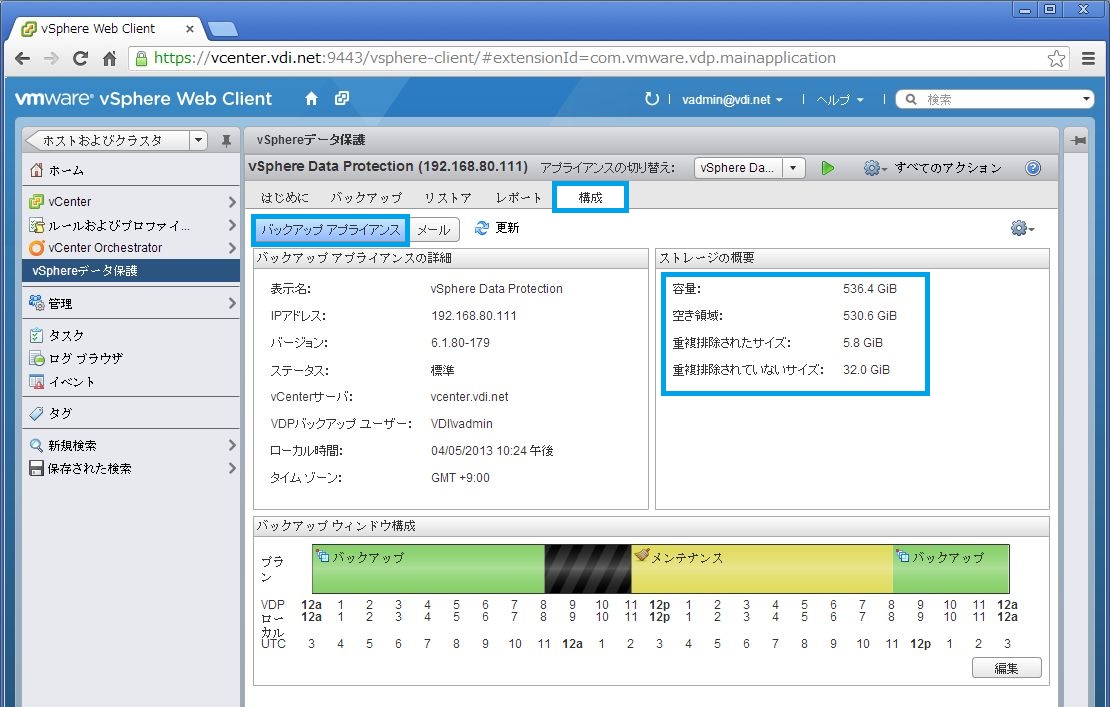 vSphere Web Client
https://vcenter.vdi.net:9443/vsphere-client/#extensionId=com.vmware.vdp.mainapplication
vmware® vSphere Web Client
vadmin@vdi.net
ヘルプ
検索
ホストおよびクラスタ
ホーム
vCenter
ルールおよびプロファイ...
vCenter Orchestrator
vSphereデータ保護
管理
タスク
ログ ブラウザ
イベント
タグ
新規検索
保存された検索
vSphereデータ保護
vSphere Data Protection (192.168.80.111) アプライアンスの切り替え: vSphere Da... すべてのアクション
はじめに バックアップ リストア レポート 構成
バックアップ アプライアンス メール 更新
バックアップ アプライアンスの詳細
表示名: vSphere Data Protection
IPアドレス: 192.168.80.111
バージョン: 6.1.80-179
ステータス: 標準
vCenterサーバ: vcenter.vdi.net
VDPバックアップ ユーザー: VDI\vadmin
ローカル時間: 04/05/2013 10:24 午後
タイム ゾーン: GMT +9:00
ストレージの概要
容量: 536.4 GiB
空き領域: 530.6 GiB
重複排除されたサイズ: 5.8 GiB
重複排除されていないサイズ: 32.0 GiB
バックアップ ウィンドウ構成
プラン
バックアップ メンテナンス バックアップ
VDP 12a 1 2 3 4 5 6 7 8 9 10 11 12p 1 2 3 4 5 6 7 8 9 10 11 12a
ローカル 12a 1 2 3 4 5 6 7 8 9 10 11 12p 1 2 3 4 5 6 7 8 9 10 11 12a
UTC 3 4 5 6 7 8 9 10 11 12a 1 2 3 4 5 6 7 8 9 10 11 12p 1 2 3
編集